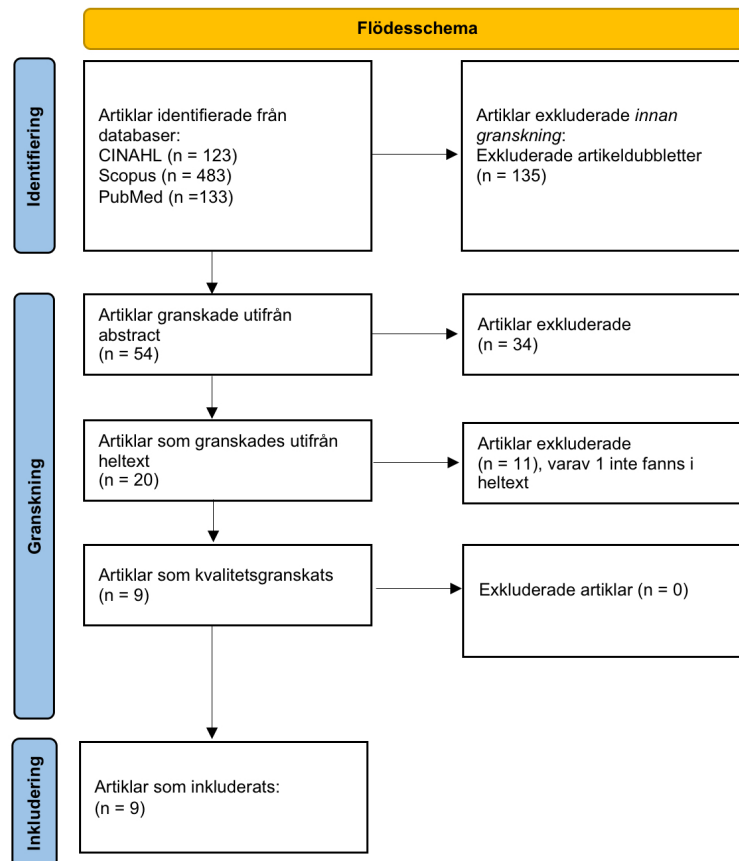 Flödesschema
Identifiering
Artiklar identifierade från
databaser:
CINAHL (n = 123)
Scopus (n = 483)
PubMed (n =133)
Artiklar exkluderade innan
granskning:
Exkluderade artikeldubbletter
(n = 135)
Granskning
Artiklar granskade utifrån
abstract
(n = 54)
Artiklar exkluderade
(n = 34)
Artiklar som granskades utifrån
heltext
(n = 20)
Artiklar exkluderade
(n = 11), varav 1 inte fanns i
heltext
Artiklar som kvalitetsgranskats
(n = 9)
Exkluderade artiklar (n = 0)
Inkludering
Artiklar som inkluderats:
(n = 9)